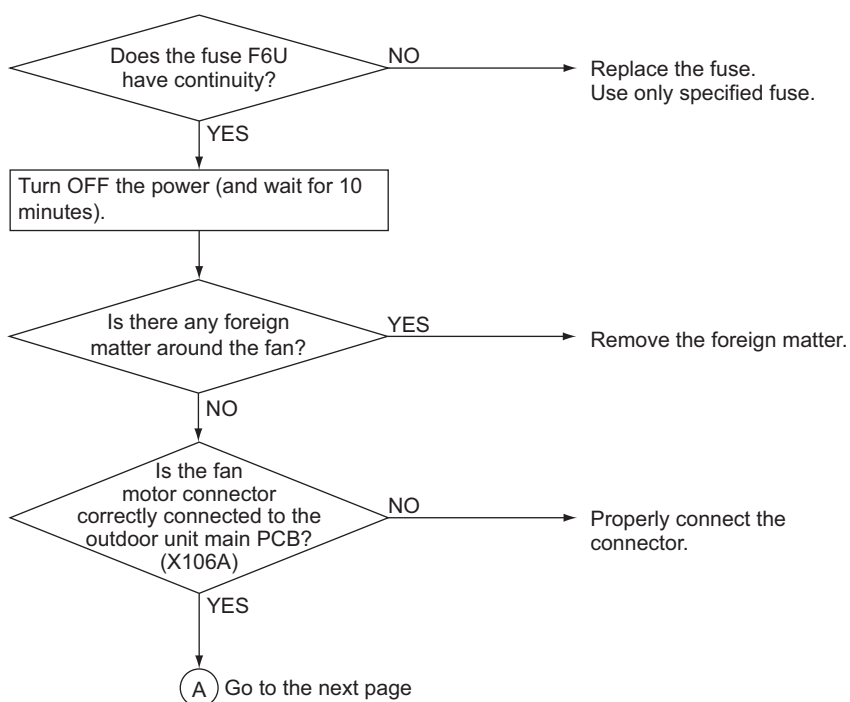 Does the fuse F6U
have continuity?
NO
Replace the fuse.
Use only specified fuse.
YES
Turn OFF the power (and wait for 10
minutes).
Is there any foreign
matter around the fan?
YES
Remove the foreign matter.
NO
Is the fan
motor connector
correctly connected to the
outdoor unit main PCB?
(X106A)
NO
Properly connect the
connector.
YES
A Go to the next page